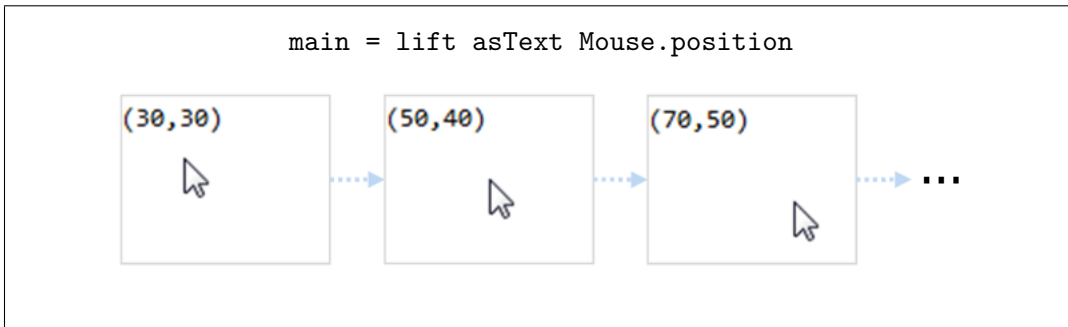 main = lift asText Mouse.position
(30,30) (50,40) (70,50) ...